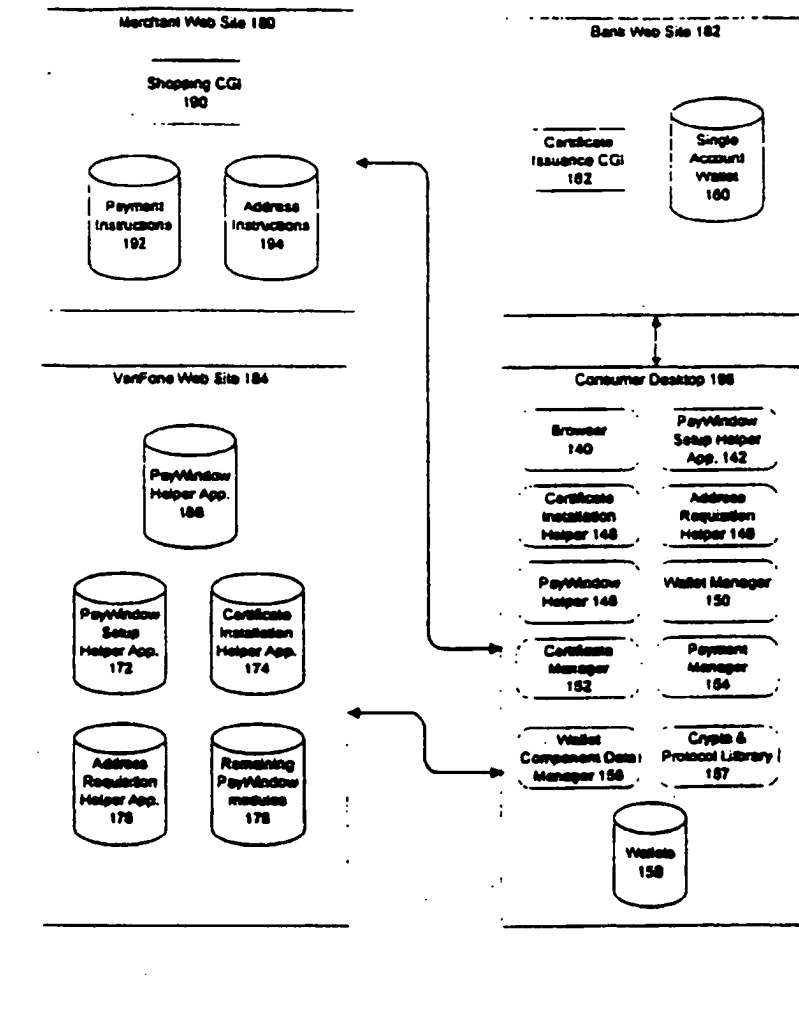 Merchant Web Site 180
Shopping CGI
190
Payment
Instructions
192
Address
Instructions
194
Bank Web Site 182
Certificate
Issuance CGI
162
Single
Account
Wallet
160
VeriFone Web Site 184
PayWindow
Helper App.
188
PayWindow
Setup
Helper App.
172
Certificate
Installation
Helper App.
174
Address
Requisition
Helper App.
176
Remaining
PayWindow
modules
178
Consumer Desktop 186
Browser
140
PayWindow
Setup Helper
App. 142
Certificate
Installation
Helper 146
Address
Requisition
Helper 148
PayWindow
Helper 148
Wallet Manager
150
Certificate
Manager
152
Payment
Manager
154
Wallet
Component Data
Manager 156
Crypto &
Protocol Library
157
Wallets
158